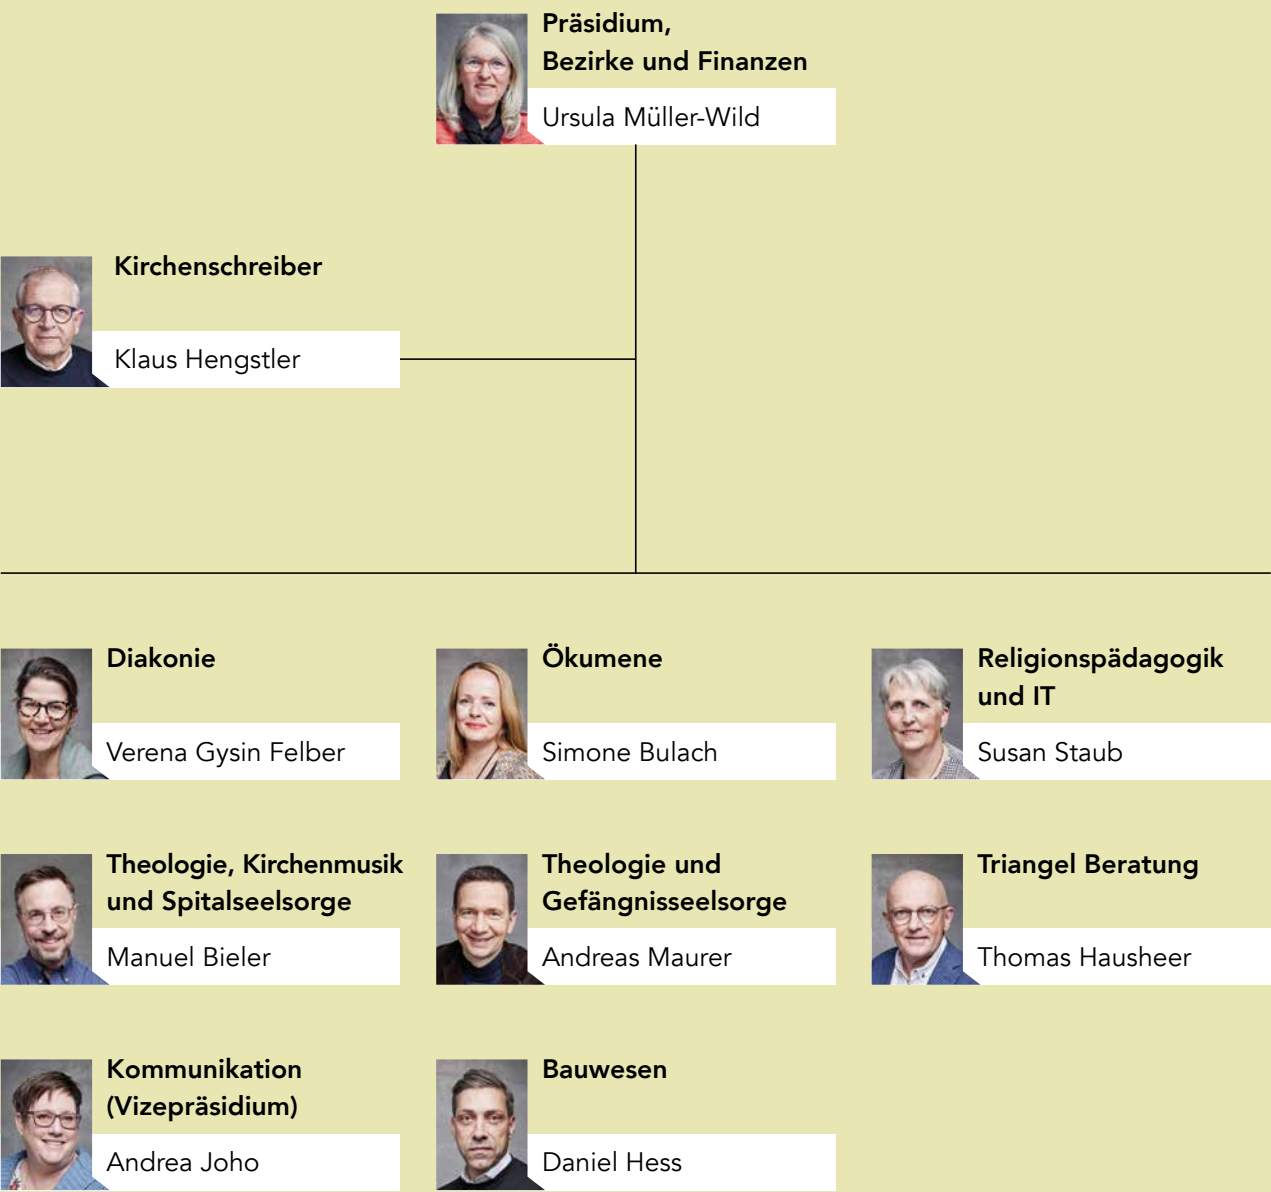 Präsidium,
Bezirke und Finanzen
Ursula Müller-Wild
Kirchenschreiber
Klaus Hengstler
Diakonie
Verena Gysin Felber
Ökumene
Simone Bulach
Religionspädagogik
und IT
Susan Staub
Theologie, Kirchenmusik
und Spitalseelsorge
Manuel Bieler
Theologie und
Gefängnisseelsorge
Andreas Maurer
Triangel Beratung
Thomas Hausheer
Kommunikation
(Vizepräsidium)
Andrea Joho
Bauwesen
Daniel Hess